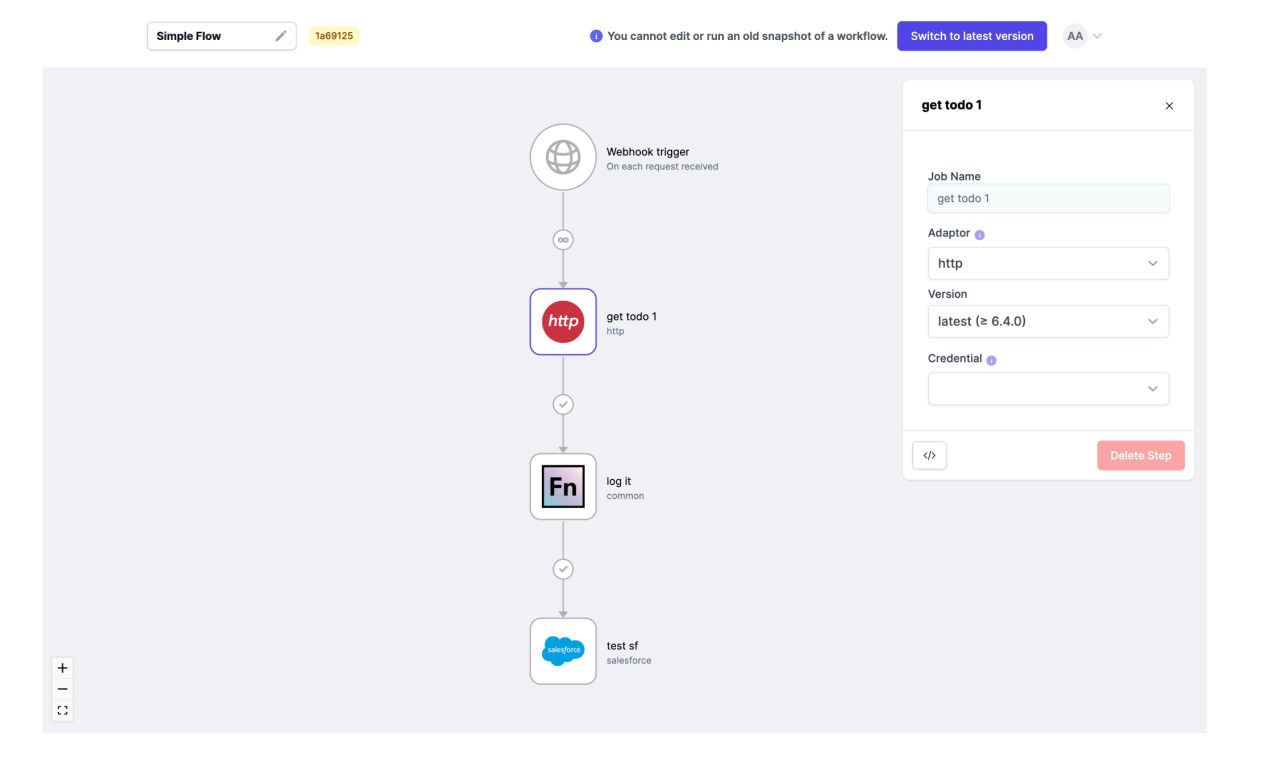 Simple Flow
1a69125
You cannot edit or run an old snapshot of a workflow.
Switch to latest version
AA
Webhook trigger
On each request received
http
get todo 1
http
Fn
log it
common
salesforce
test sf
salesforce
get todo 1
Job Name
get todo 1
Adaptor
http
Version
latest (≥ 6.4.0)
Credential
</>
Delete Step